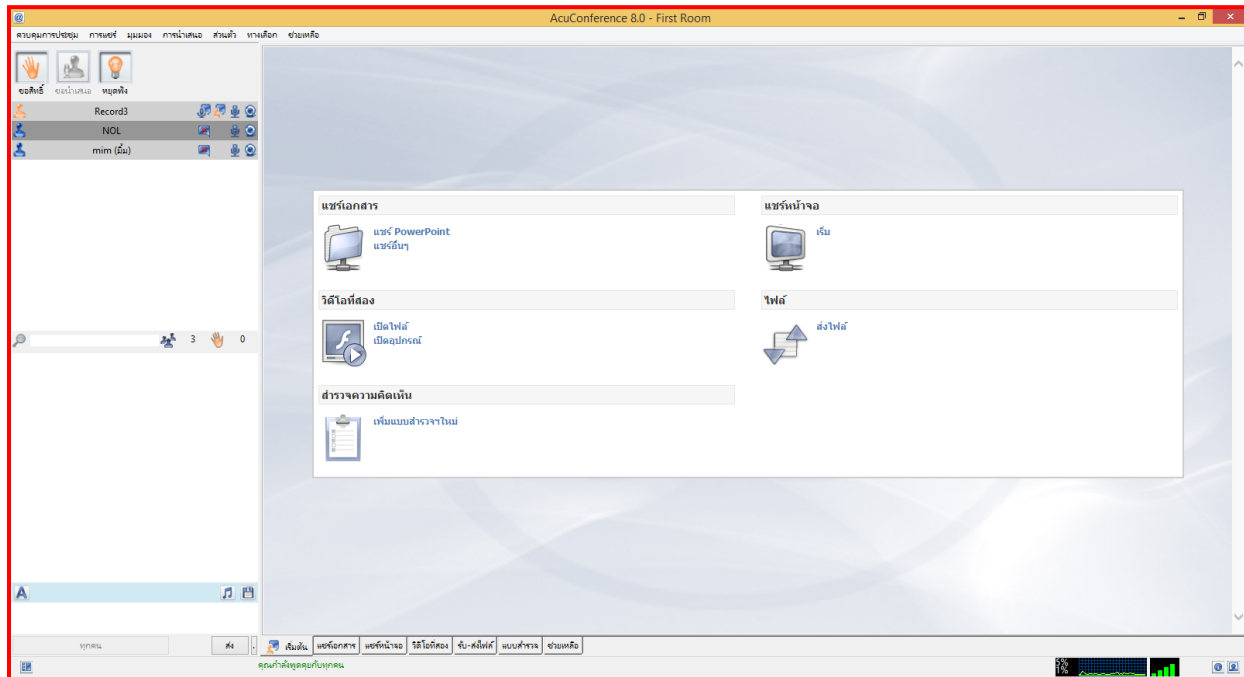 AcuConference 8.0 - First Room
ควบคุมการประชุม การแชร์ มุมมอง การนำเสนอ ส่วนตัว ทางเลือก ช่วยเหลือ
ขอสิทธิ์ ขอนำเสนอ หยุดฟัง
Record3
NOL
mim (มิ้ม)
แชร์เอกสาร
แชร์ PowerPoint
แชร์อื่นๆ
แชร์หน้าจอ
เริ่ม
วิดีโอที่สอง
เปิดไฟล์
เปิดอุปกรณ์
ไฟล์
ส่งไฟล์
สำรวจความคิดเห็น
เพิ่มแบบสำรวจฯใหม่
3 0
A
ทุกคน ส่ง
เริ่มต้น แชร์เอกสาร แชร์หน้าจอ วิดีโอที่สอง รับ-ส่งไฟล์ แบบสำรวจ ช่วยเหลือ
คุณกำลังพูดคุยกับทุกคน
5%
1%